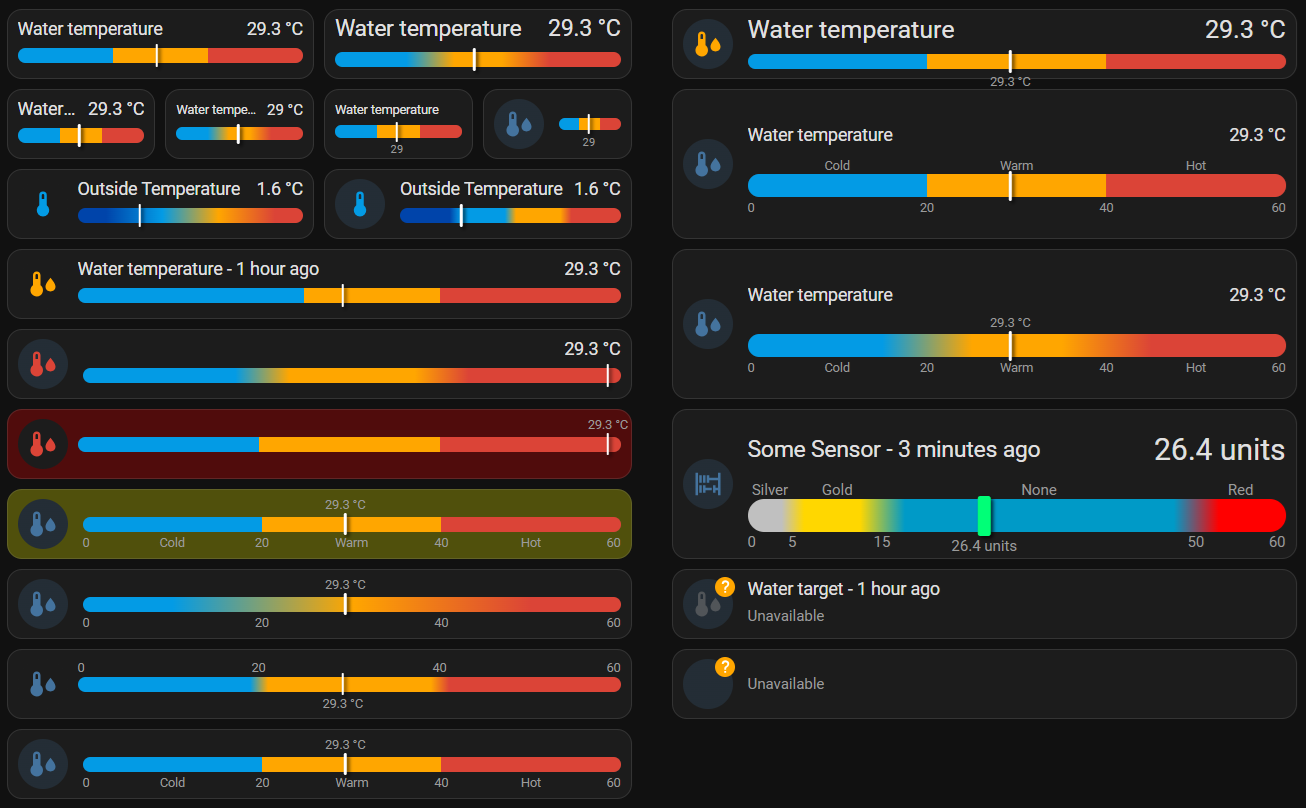 Water temperature 29.3 °C
Water temperature 29.3 °C
Water... 29.3 °C
Water tempe... 29 °C
Water temperature
29
29
Outside Temperature 1.6 °C
Outside Temperature 1.6 °C
Water temperature - 1 hour ago 29.3 °C
29.3 °C
29.3 °C
29.3 °C
0 Cold 20 Warm 40 Hot 60
29.3 °C
0 20 40 60
0 20 40 60
29.3 °C
29.3 °C
0 Cold 20 Warm 40 Hot 60
Water temperature 29.3 °C
29.3 °C
Water temperature 29.3 °C
Cold Warm Hot
0 20 40 60
Water temperature 29.3 °C
29.3 °C
0 Cold 20 Warm 40 Hot 60
Some Sensor - 3 minutes ago 26.4 units
Silver Gold None Red
0 5 15 26.4 units 50 60
?
Water target - 1 hour ago
Unavailable
?
Unavailable